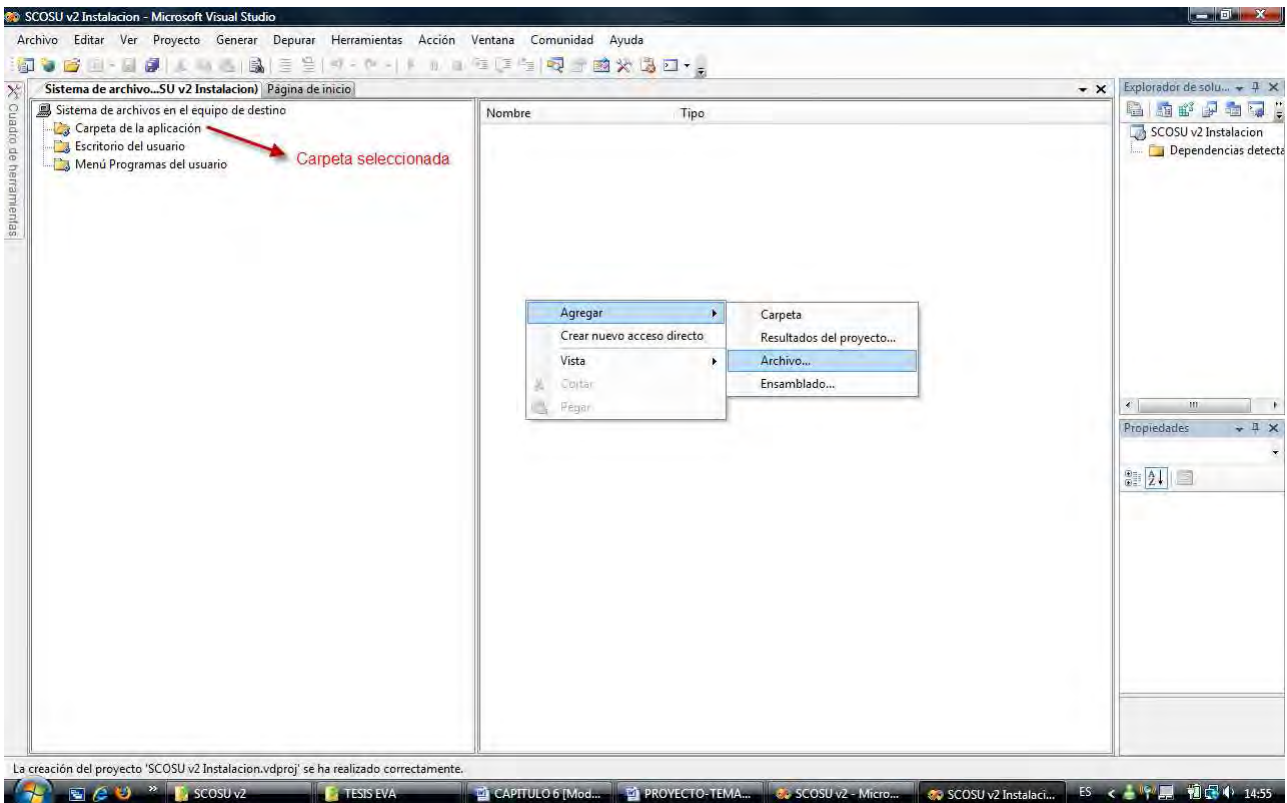 SCOSU v2 Instalacion - Microsoft Visual Studio
Archivo Editar Ver Proyecto Generar Depurar Herramientas Acción Ventana Comunidad Ayuda
Sistema de archivo...SU v2 Instalacion) Página de inicio
Cuadro de herramientas
Sistema de archivos en el equipo de destino
Carpeta de la aplicación
Escritorio del usuario
Menú Programas del usuario
Carpeta seleccionada
Nombre Tipo
Agregar
Crear nuevo acceso directo
Vista
Cortar
Pegar
Carpeta
Resultados del proyecto...
Archivo...
Ensamblado...
Explorador de solu...
SCOSU v2 Instalacion
Dependencias detecta
Propiedades
La creación del proyecto 'SCOSU v2 Instalacion.vdproj' se ha realizado correctamente.
SCOSU v2 TESIS EVA CAPITULO 6 [Mod... PROYECTO-TEMA... SCOSU v2 - Micro... SCOSU v2 Instalaci... ES 14:55